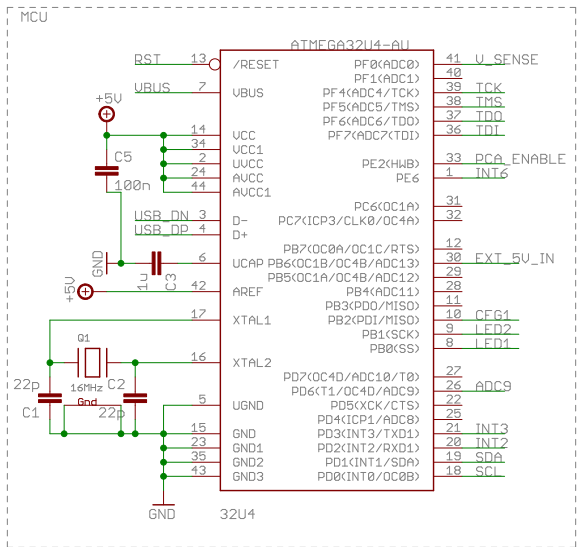 MCU
ATMEGA32U4-AU
RST 13 /RESET PF0(ADC0) 41 V_SENSE
PF1(ADC1) 40
VBUS 7 VBUS PF4(ADC4/TCK) 39 TCK
+5V PF5(ADC5/TMS) 38 TMS
PF6(ADC6/TDO) 37 TDO
14 VCC PF7(ADC7(TDI) 36 TDI
34 VCC1
C5 2 UVCC PE2(HWB) 33 PCA_ENABLE
24 AVCC PE6 1 INT6
100n 44 AVCC1
PC6(OC1A) 31
USB_DN 3 D- PC7(ICP3/CLK0/OC4A) 32
USB_DP 4 D+
PB7(OC0A/OC1C/RTS) 12
GND 6 UCAP PB6(OC1B/OC4B/ADC13) 30 EXT_5V_IN
1u C3 PB5(OC1A/OC4B/ADC12) 29
+5V 42 AREF PB4(ADC11) 28
PB3(PDO/MISO) 11
17 XTAL1 PB2(PDI/MISO) 10 CFG1
Q1 PB1(SCK) 9 LED2
PB0(SS) 8 LED1
16 XTAL2
PD7(OC4D/ADC10/T0) 27
22p 16MHz C2 PD6(T1/OC4D/ADC9) 26 ADC9
Gnd
C1 22p 5 UGND PD5(XCK/CTS) 22
PD4(ICP1/ADC8) 25
15 GND PD3(INT3/TXD1) 21 INT3
23 GND1 PD2(INT2/RXD1) 20 INT2
35 GND2 PD1(INT1/SDA) 19 SDA
43 GND3 PD0(INT0/OC0B) 18 SCL
GND 32U4